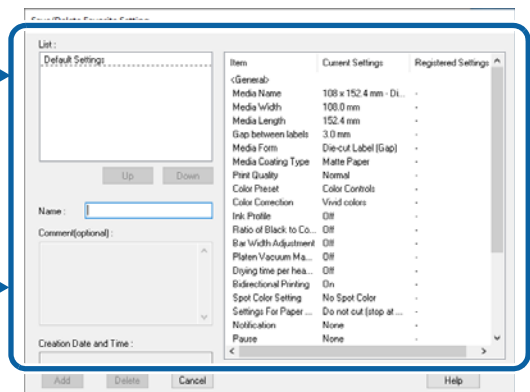 Save/Delete Favorite Setting
List :
Default Settings
Up Down
Name :
Comment(optional) :
Creation Date and Time :
Item Current Settings Registered Settings
<General>
Media Name 108 x 152.4 mm - Di... -
Media Width 108.0 mm -
Media Length 152.4 mm -
Gap between labels 3.0 mm -
Media Form Die-cut Label (Gap) -
Media Coating Type Matte Paper -
Print Quality Normal -
Color Preset Color Controls -
Color Correction Vivid colors -
Ink Profile Off -
Ratio of Black to Co... Off -
Bar Width Adjustment Off -
Platen Vacuum Ma... Off -
Drying time per hea... Off -
Bidirectional Printing On -
Spot Color Setting No Spot Color -
Settings For Paper ... Do not cut (stop at ... -
Notification None -
Pause None -
Add Delete Cancel Help